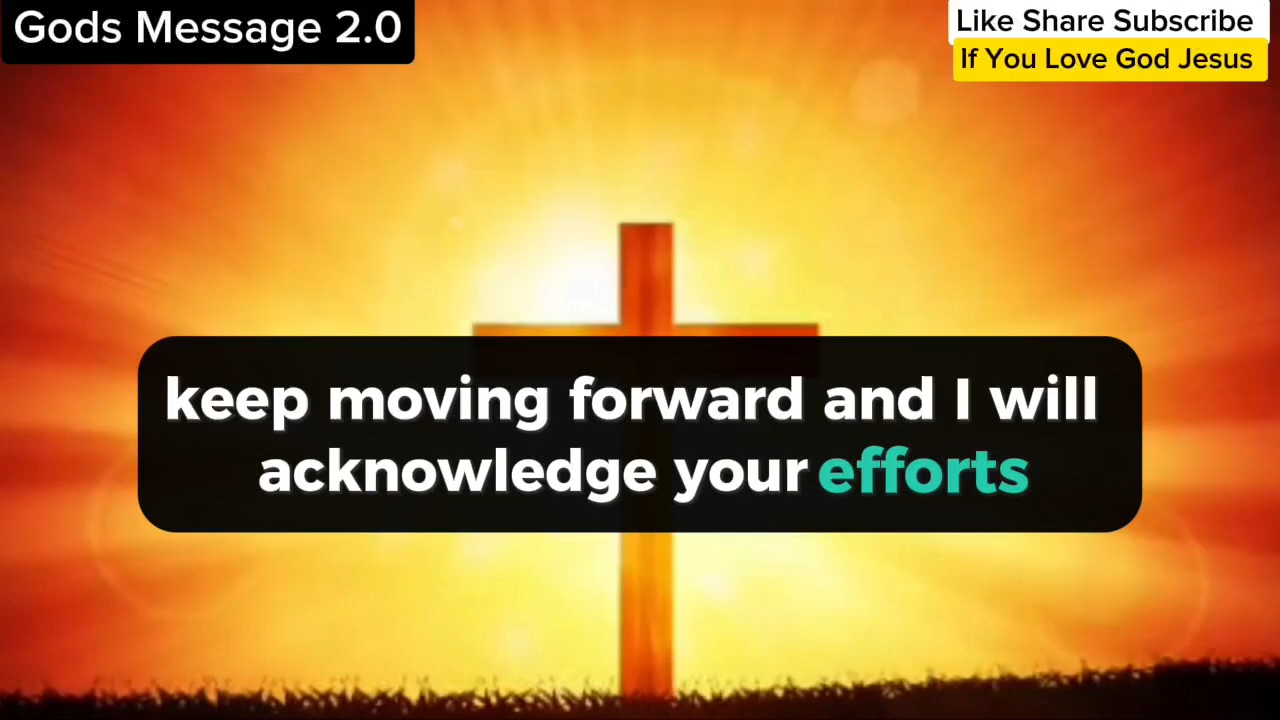 Gods Message 2.0
Like Share Subscribe
If You Love God Jesus
keep moving forward and I will
acknowledge your efforts